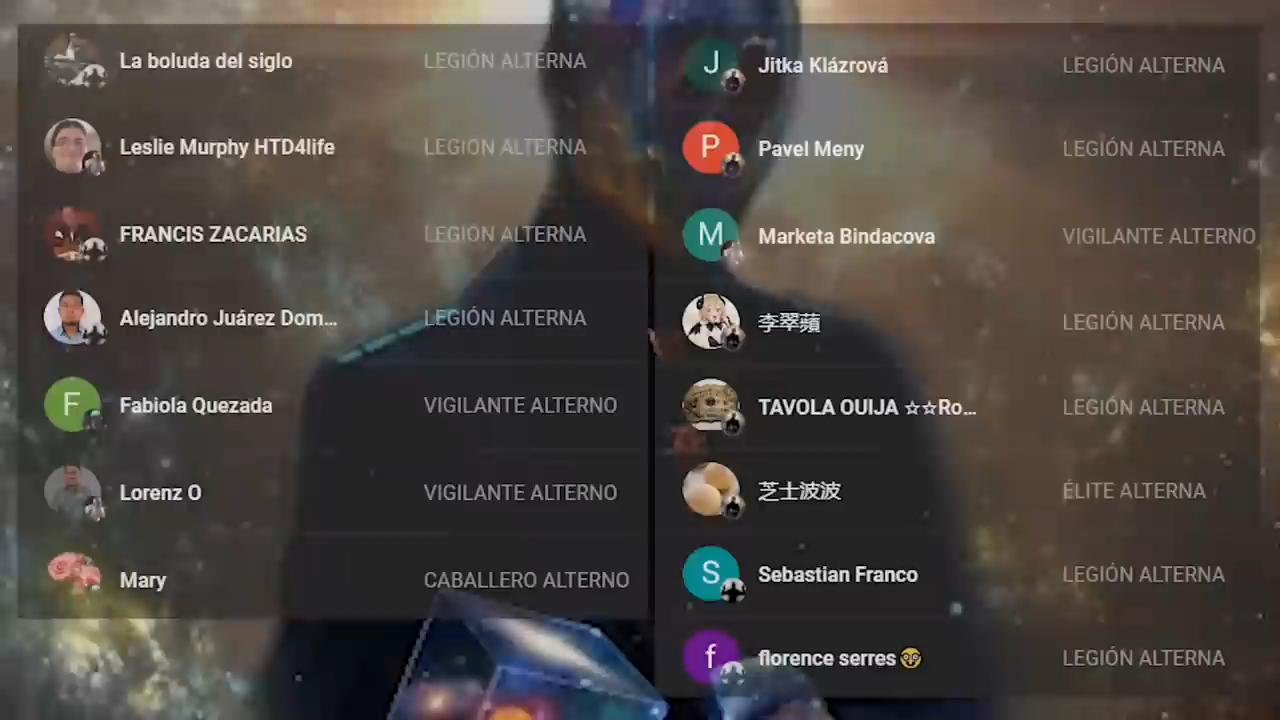 La boluda del siglo LEGIÓN ALTERNA
Leslie Murphy HTD4life LEGIÓN ALTERNA
FRANCIS ZACARIAS LEGIÓN ALTERNA
Alejandro Juárez Dom... LEGIÓN ALTERNA
F Fabiola Quezada VIGILANTE ALTERNO
Lorenz O VIGILANTE ALTERNO
Mary CABALLERO ALTERNO
J Jitka Klázrová LEGIÓN ALTERNA
P Pavel Meny LEGIÓN ALTERNA
M Marketa Bindacova VIGILANTE ALTERNO
李翠蘋 LEGIÓN ALTERNA
TAVOLA OUIJA ☆☆Ro... LEGIÓN ALTERNA
芝士波波 ÉLITE ALTERNA
S Sebastian Franco LEGIÓN ALTERNA
f florence serres🤓 LEGIÓN ALTERNA